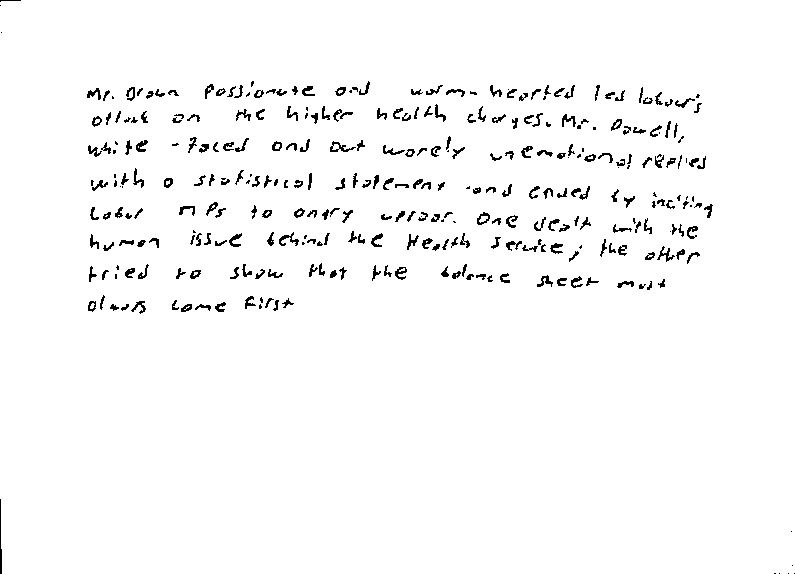 Mr. Brown passionate and warm-hearted led labour's
attack on the higher health charges. Mr. Powell,
white-faced and out worely unemotional replied
with a statistical statement and ended by inciting
Labour MPs to angry uproar. One dealt with the
human issue behind the Health Service; the other
tried to show that the balance sheet must
always come first